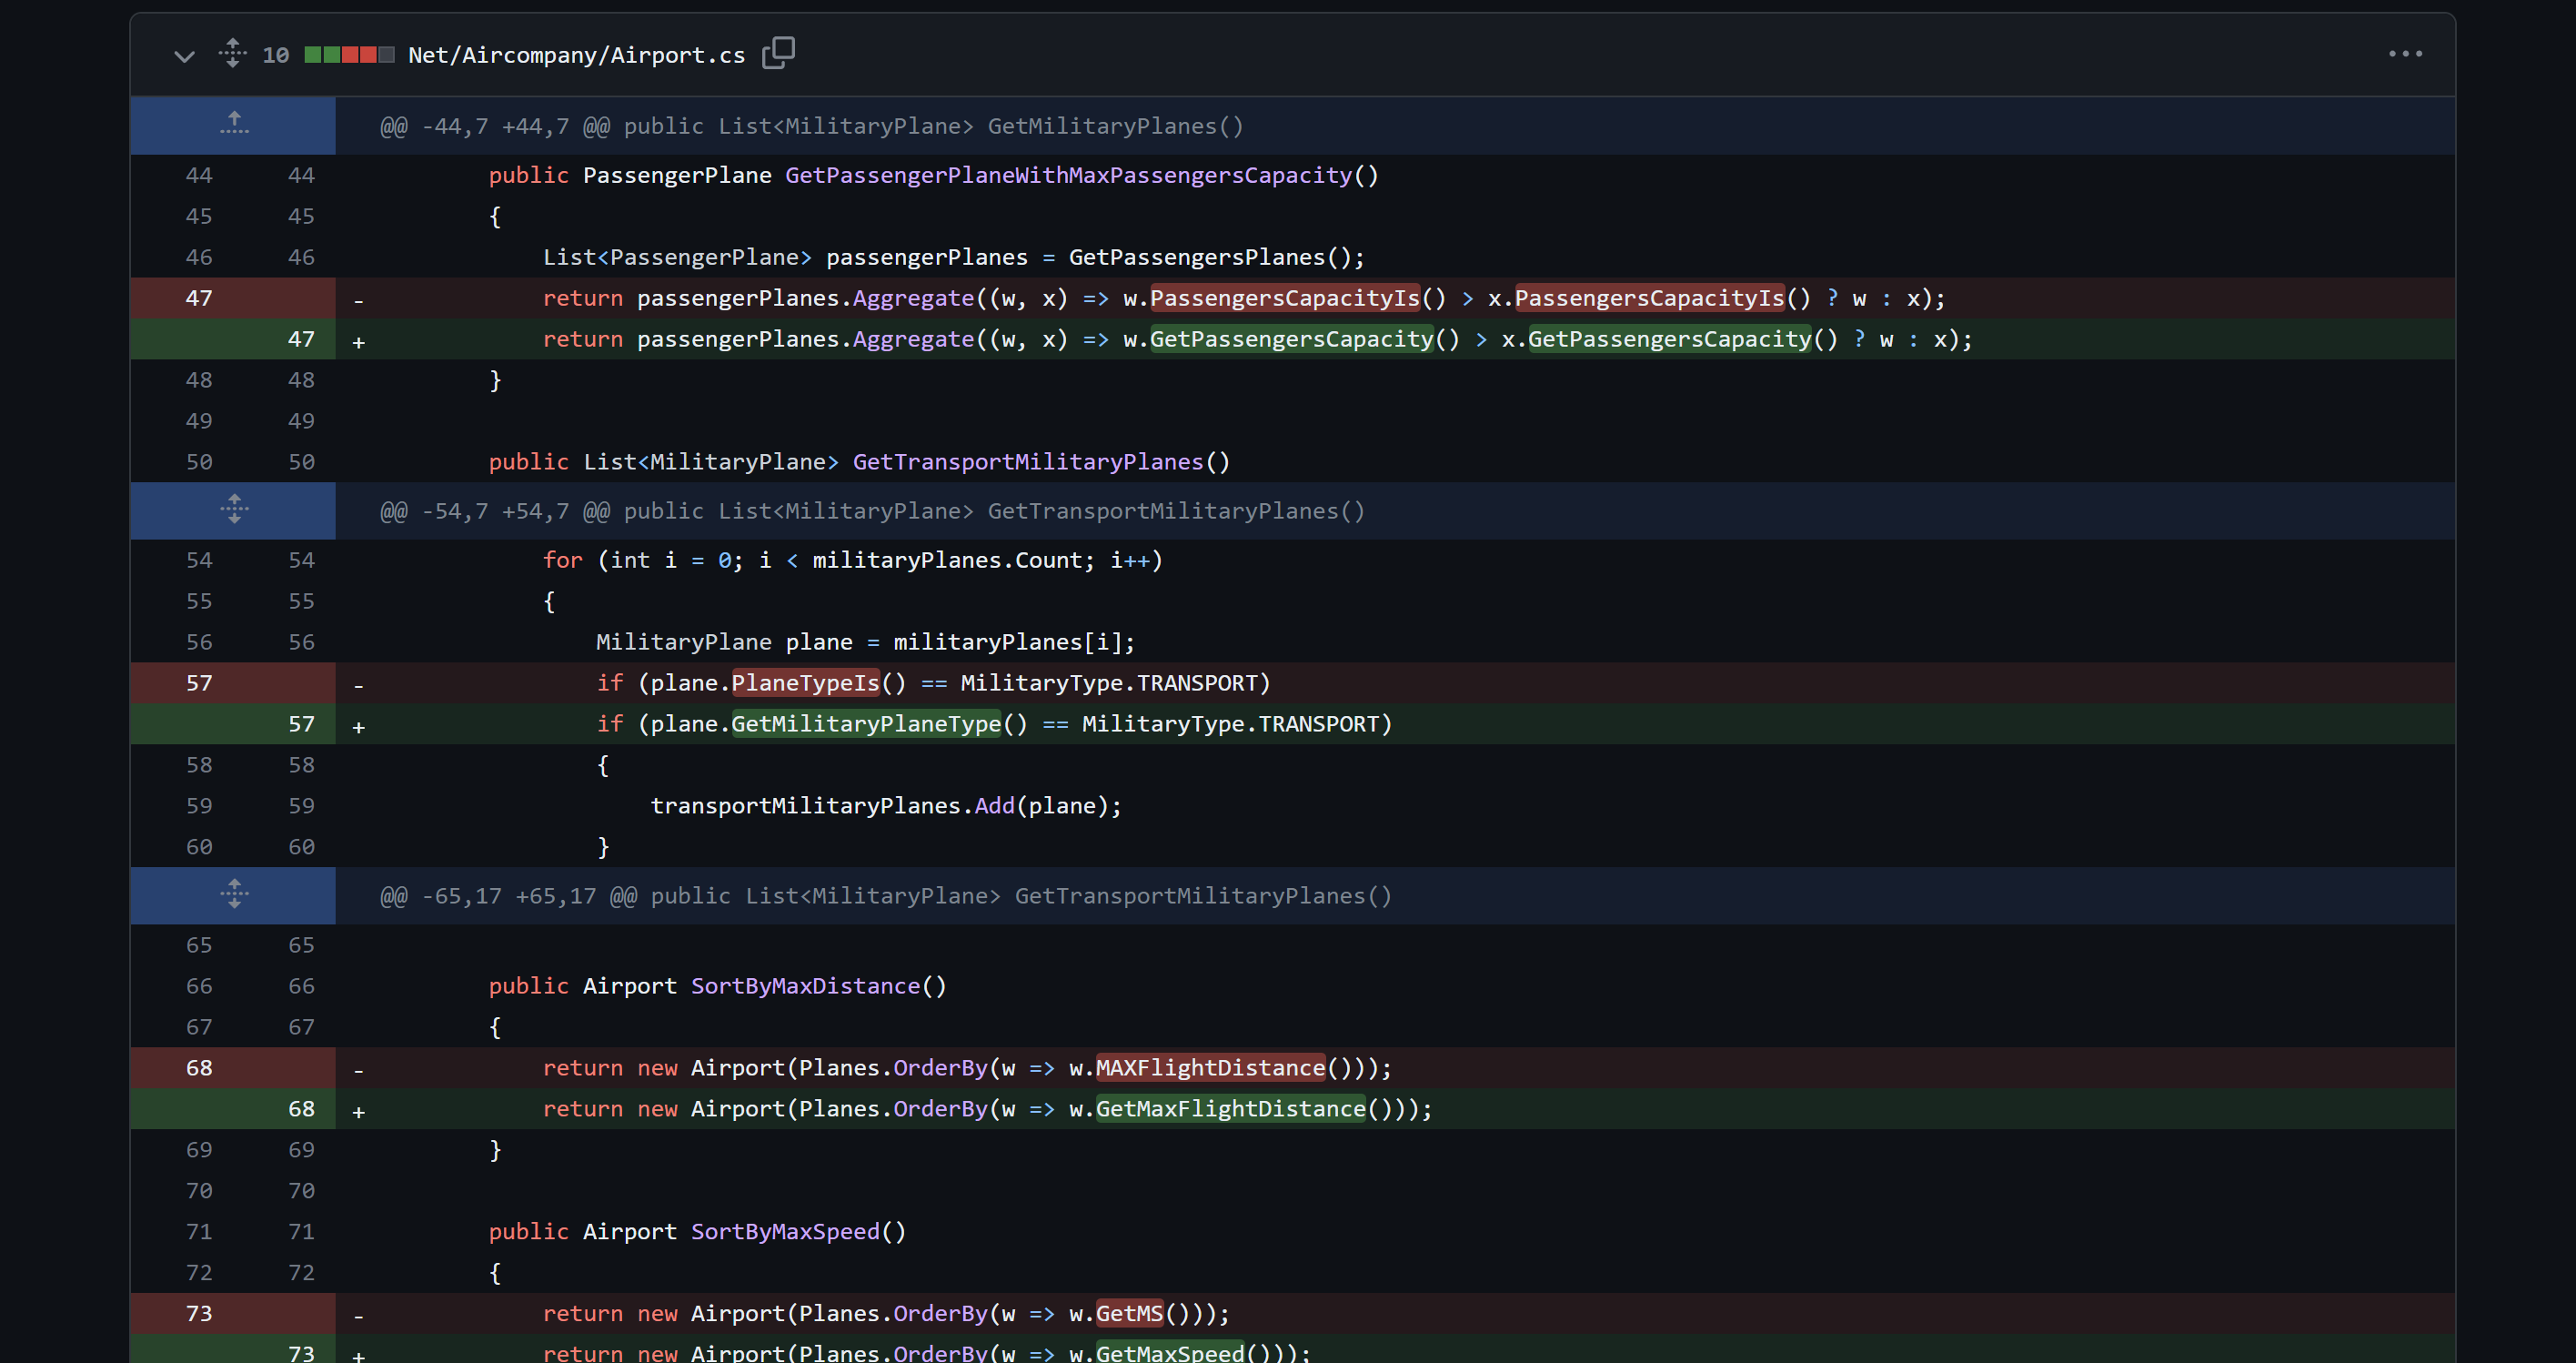 10 Net/Aircompany/Airport.cs
@@ -44,7 +44,7 @@ public List<MilitaryPlane> GetMilitaryPlanes()
44 44 public PassengerPlane GetPassengerPlaneWithMaxPassengersCapacity()
45 45 {
46 46 List<PassengerPlane> passengerPlanes = GetPassengersPlanes();
47 - return passengerPlanes.Aggregate((w, x) => w.PassengersCapacityIs() > x.PassengersCapacityIs() ? w : x);
47 + return passengerPlanes.Aggregate((w, x) => w.GetPassengersCapacity() > x.GetPassengersCapacity() ? w : x);
48 48 }
49 49
50 50 public List<MilitaryPlane> GetTransportMilitaryPlanes()
@@ -54,7 +54,7 @@ public List<MilitaryPlane> GetTransportMilitaryPlanes()
54 54 for (int i = 0; i < militaryPlanes.Count; i++)
55 55 {
56 56 MilitaryPlane plane = militaryPlanes[i];
57 - if (plane.PlaneTypeIs() == MilitaryType.TRANSPORT)
57 + if (plane.GetMilitaryPlaneType() == MilitaryType.TRANSPORT)
58 58 {
59 59 transportMilitaryPlanes.Add(plane);
60 60 }
@@ -65,17 +65,17 @@ public List<MilitaryPlane> GetTransportMilitaryPlanes()
65 65
66 66 public Airport SortByMaxDistance()
67 67 {
68 - return new Airport(Planes.OrderBy(w => w.MAXFlightDistance()));
68 + return new Airport(Planes.OrderBy(w => w.GetMaxFlightDistance()));
69 69 }
70 70
71 71 public Airport SortByMaxSpeed()
72 72 {
73 - return new Airport(Planes.OrderBy(w => w.GetMS()));
73 + return new Airport(Planes.OrderBy(w => w.GetMaxSpeed()));